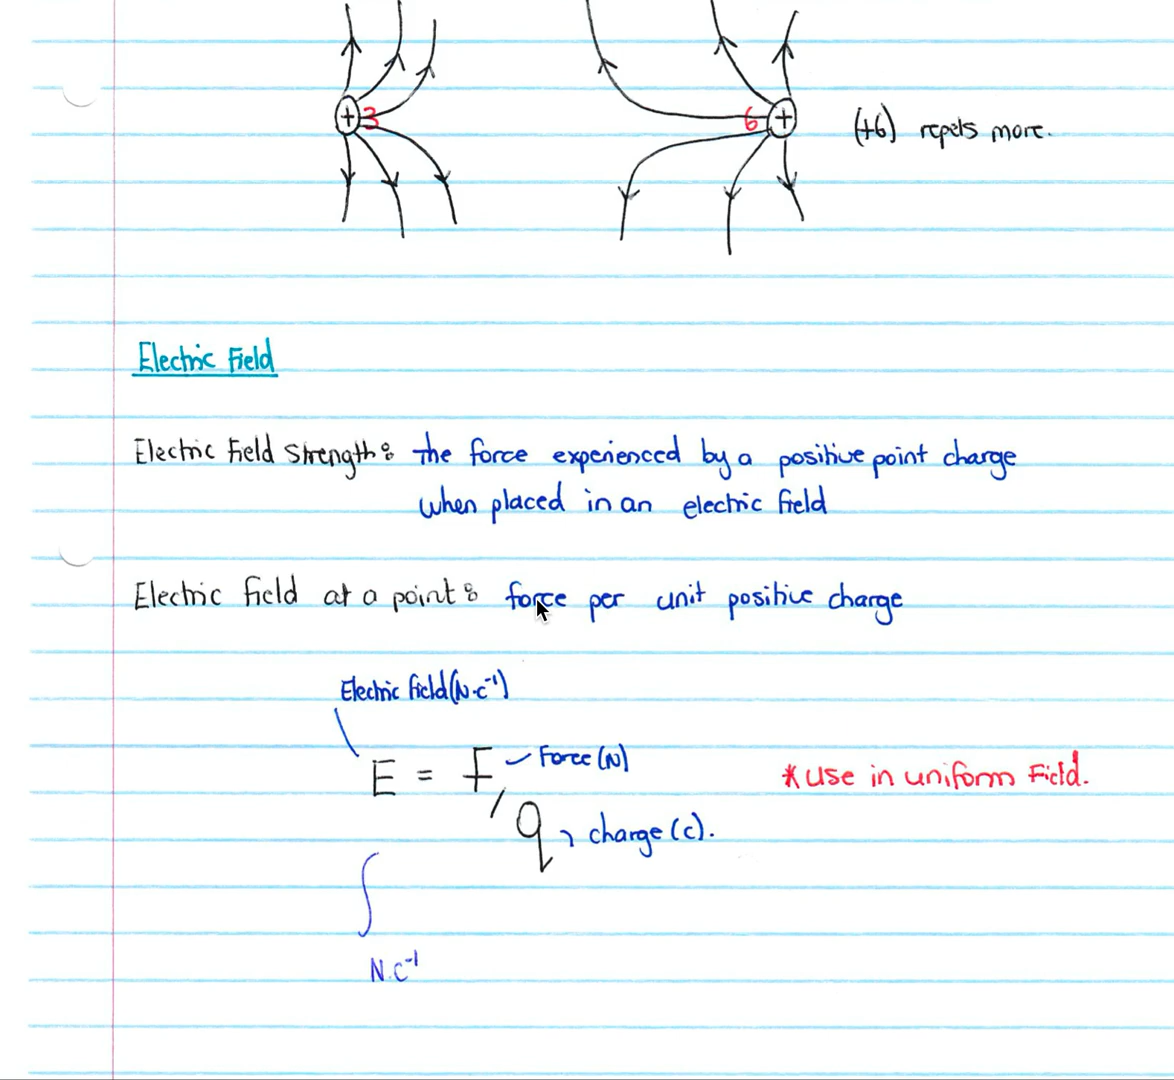 + 3 6 + (+6) repels more.
Electric Field
Electric Field Strength: the force experienced by a positive point charge
when placed in an electric field
Electric field at a point: force per unit positive charge
Electric field (N·c⁻¹)
E = F/q
Force (N)
*use in uniform Field.
charge (c).
N.c⁻¹